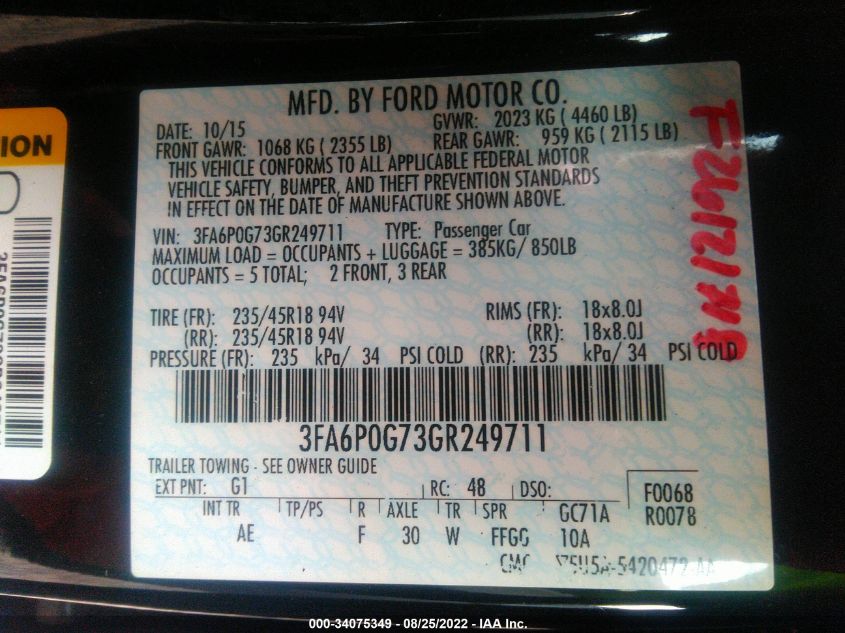 TION
MFD. BY FORD MOTOR CO.
DATE: 10/15 GVWR: 2023 KG ( 4460 LB)
FRONT GAWR: 1068 KG ( 2355 LB) REAR GAWR: 959 KG ( 2115 LB)
THIS VEHICLE CONFORMS TO ALL APPLICABLE FEDERAL MOTOR
VEHICLE SAFETY, BUMPER, AND THEFT PREVENTION STANDARDS
IN EFFECT ON THE DATE OF MANUFACTURE SHOWN ABOVE.
VIN: 3FA6P0G73GR249711 TYPE: Passenger Car
MAXIMUM LOAD = OCCUPANTS + LUGGAGE = 385KG/ 850LB
OCCUPANTS = 5 TOTAL; 2 FRONT, 3 REAR
TIRE (FR): 235/45R18 94V RIMS (FR): 18x8.0J
(RR): 235/45R18 94V (RR): 18x8.0J
PRESSURE (FR): 235 kPa/ 34 PSI COLD (RR): 235 kPa/ 34 PSI COLD
3FA6P0G73GR249711
TRAILER TOWING - SEE OWNER GUIDE
EXT PNT: G1 RC: 48 DSO: F0068
INT TR TP/PS R AXLE TR SPR GC71A R0078
AE F 30 W FFGG 10A
000-34075349 - 08/25/2022 - IAA Inc.